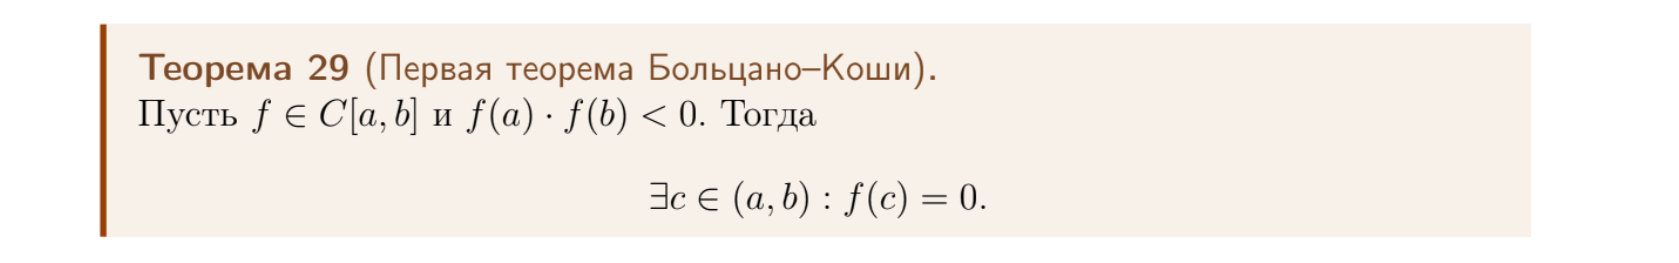 Теорема 29 (Первая теорема Больцано–Коши).
Пусть f ∈ C[a, b] и f(a) · f(b) < 0. Тогда
∃c ∈ (a, b) : f(c) = 0.